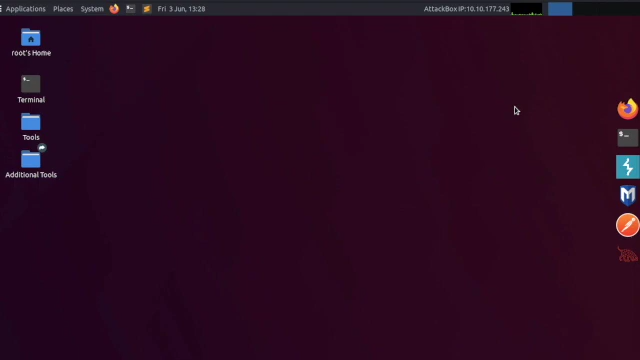 Applications Places System Fri 3 Jun, 13:28 AttackBox IP:10.10.177.243
root's Home
Terminal
Tools
Additional Tools